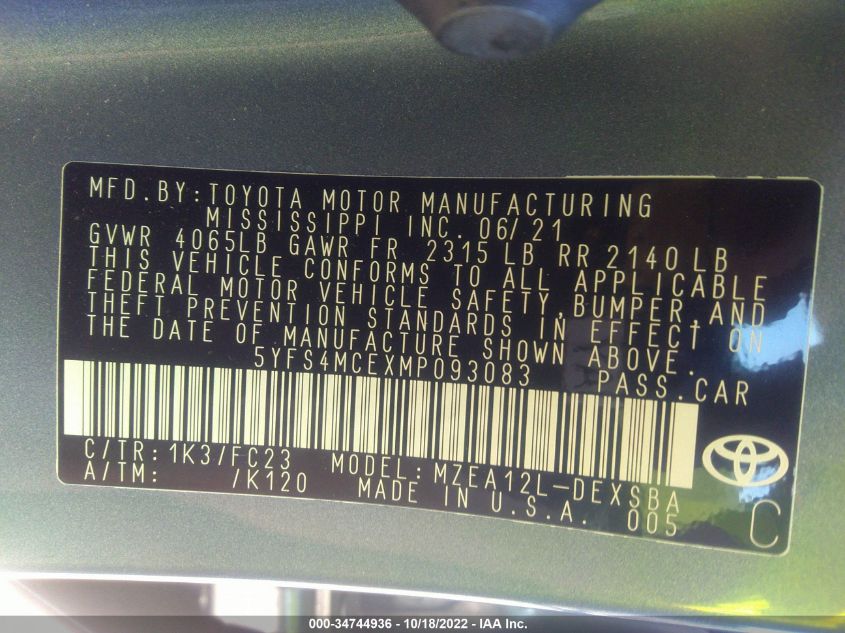 MFD.BY:TOYOTA MOTOR MANUFACTURING
MISSISSIPPI INC. 06/21
GVWR 4065LB GAWR FR 2315 LB RR 2140 LB
THIS VEHICLE CONFORMS TO ALL APPLICABLE
FEDERAL MOTOR VEHICLE SAFETY, BUMPER, AND
THEFT PREVENTION STANDARDS IN EFFECT ON
THE DATE OF MANUFACTURE SHOWN ABOVE.
5YFS4MCEXMP093083 PASS.CAR
C/TR: 1K3/FC23 MODEL: MZEA12L-DEXSBA
A/TM: /K120 MADE IN U.S.A. 005
C
000-34744936 - 10/18/2022 - IAA Inc.